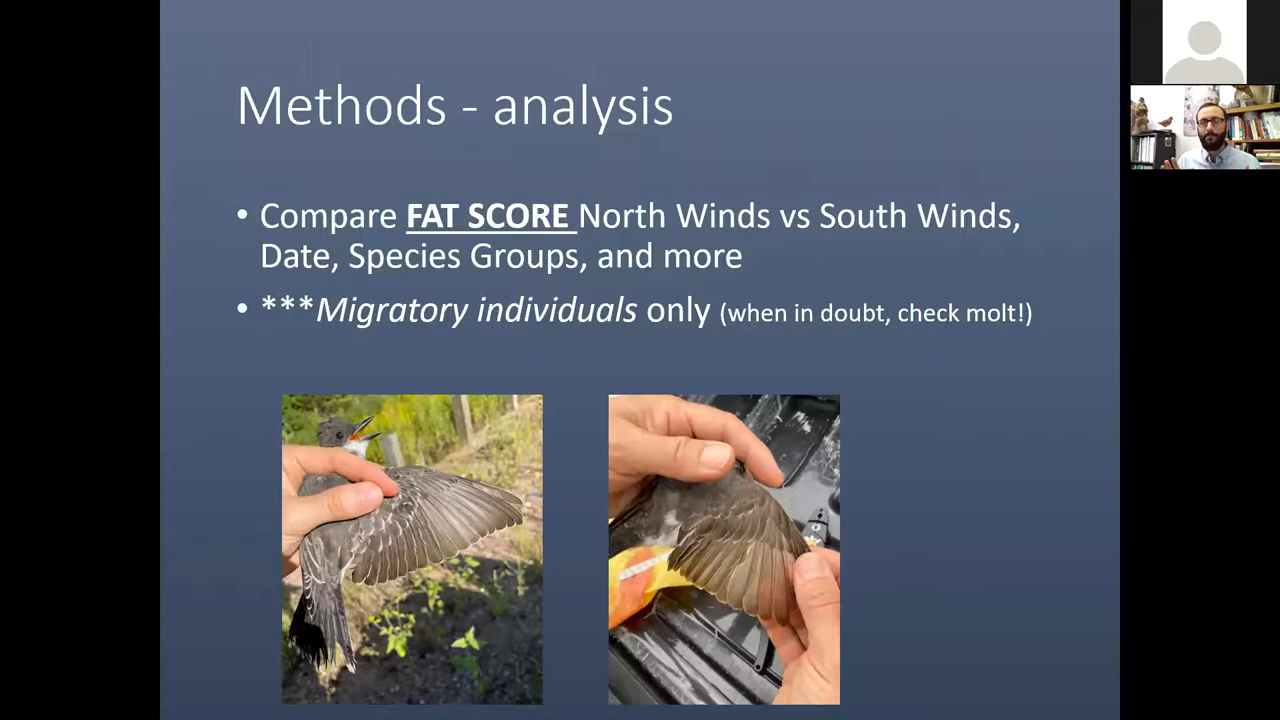 Methods - analysis
• Compare FAT SCORE North Winds vs South Winds,
Date, Species Groups, and more
• ***Migratory individuals only (when in doubt, check molt!)